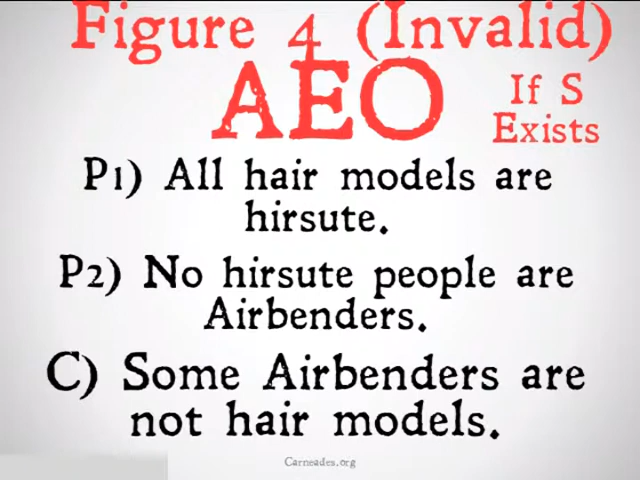 Figure 4 (Invalid)
AEO
If S
Exists
P1) All hair models are
hirsute.
P2) No hirsute people are
Airbenders.
C) Some Airbenders are
not hair models.
Carneades.org